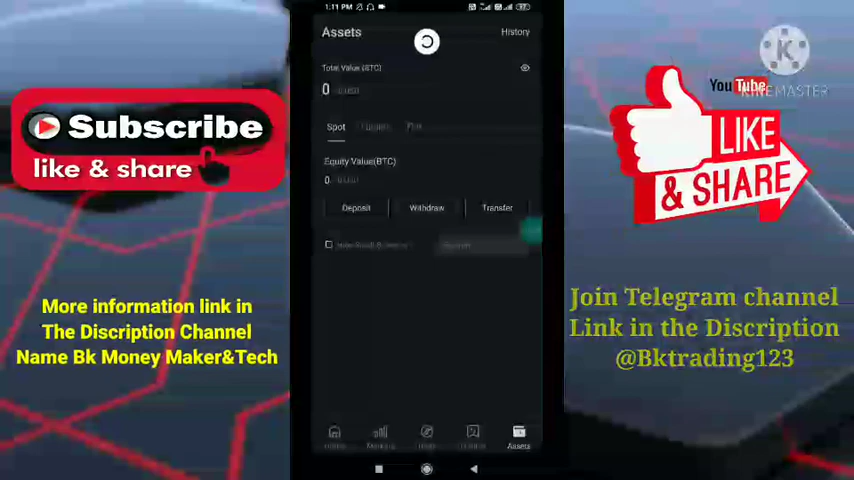 Subscribe
like & share
More information link in
The Discription Channel
Name Bk Money Maker&Tech
1:11 PM
Assets
History
Total Value (BTC)
0
Spot
Equity Value(BTC)
0
Deposit
Withdraw
Transfer
Assets
You Tube
KINEMASTER
LIKE
& SHARE
Join Telegram channel
Link in the Discription
@Bktrading123